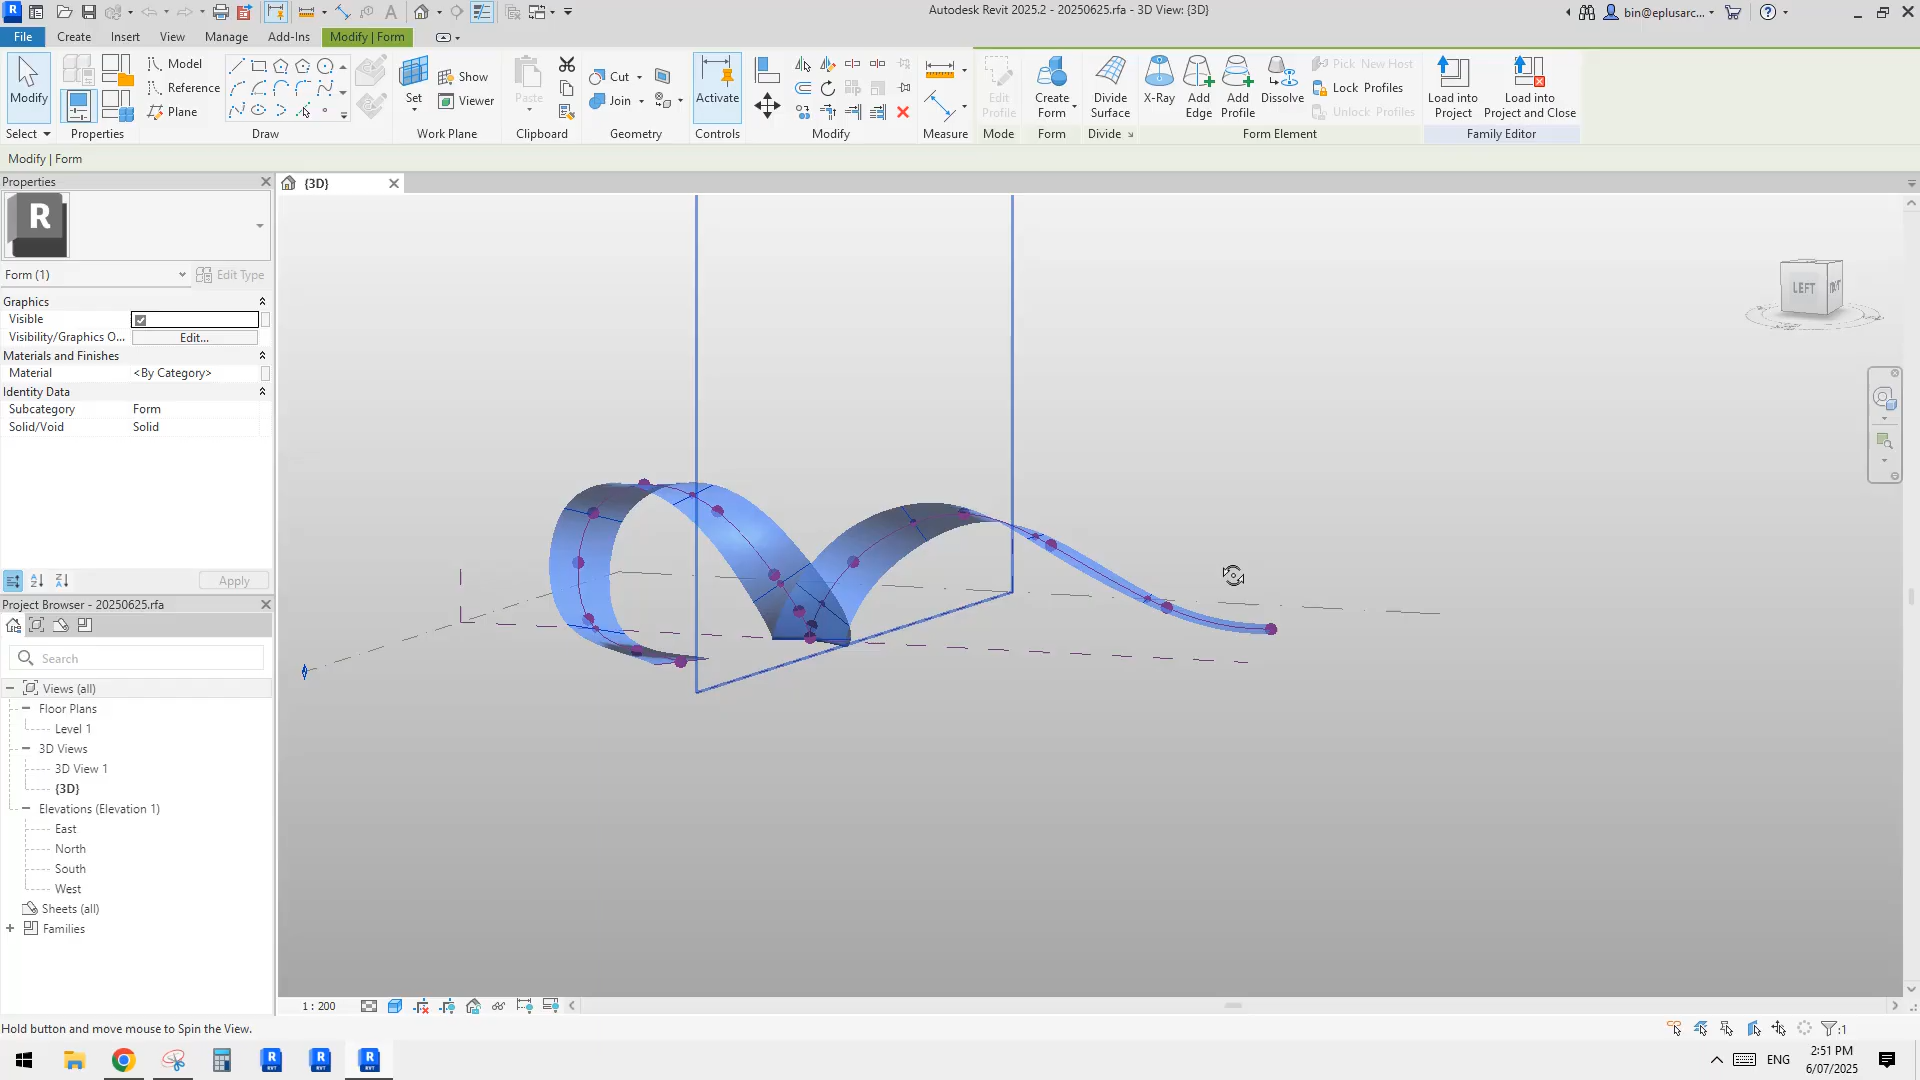 Autodesk Revit 2025.2 - 20250625.rfa - 3D View: {3D}
bin@eplusarc...
File
Create
Insert
View
Manage
Add-Ins
Modify | Form
Modify
Model
Reference
Plane
Set
Show
Viewer
Paste
Cut
Join
Activate
Edit Profile
Create Form
Divide Surface
X-Ray
Add Edge
Add Profile
Dissolve
Pick New Host
Lock Profiles
Unlock Profiles
Load into Project
Load into Project and Close
Select
Properties
Draw
Work Plane
Clipboard
Geometry
Controls
Modify
Measure
Mode
Form
Divide
Form Element
Family Editor
Modify | Form
Properties
{3D}
R
Form (1)
Edit Type
Graphics
Visible
Visibility/Graphics O...
Edit...
Materials and Finishes
Material
<By Category>
Identity Data
Subcategory
Form
Solid/Void
Solid
Apply
LEFT
Project Browser - 20250625.rfa
Search
Views (all)
Floor Plans
Level 1
3D Views
3D View 1
{3D}
Elevations (Elevation 1)
East
North
South
West
Sheets (all)
Families
1 : 200
Hold button and move mouse to Spin the View.
:1
ENG
2:51 PM
6/07/2025